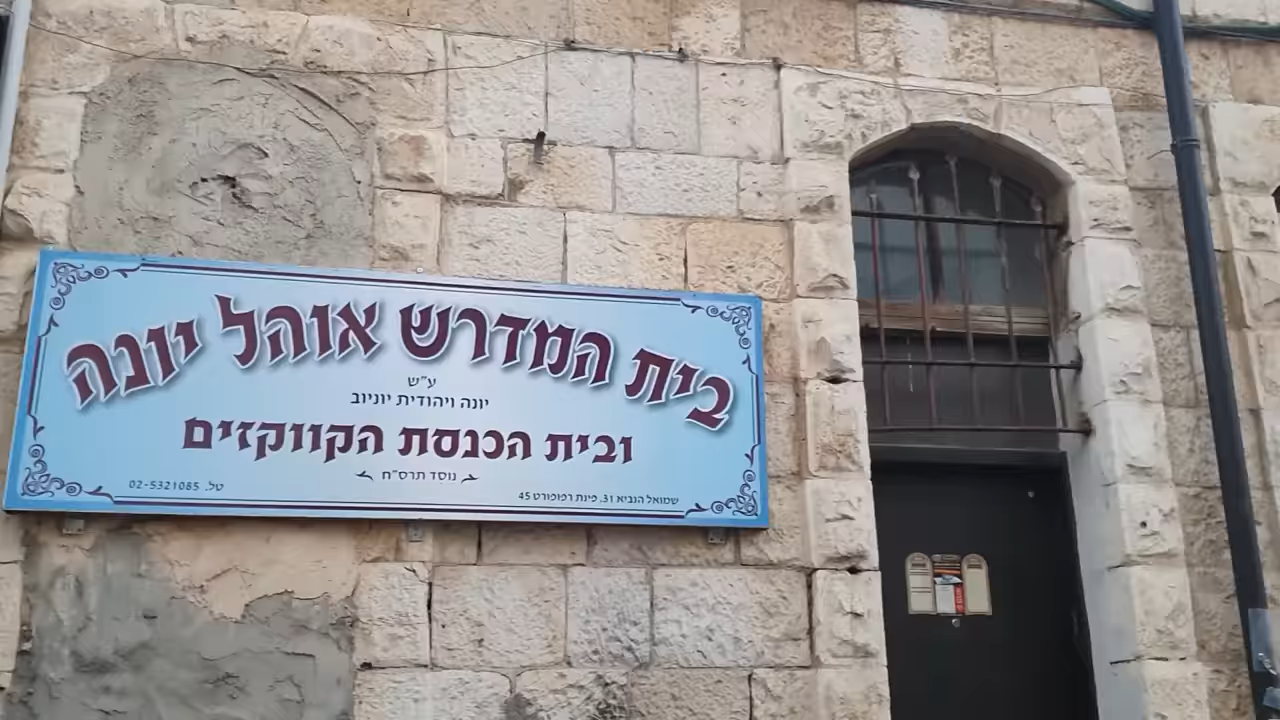 בית המדרש אוהל יונה
ע"ש
יונה ויהודית יוניוב
ובית הכנסת הקווקזים
נוסד תרס"ח
שמואל הנביא 31, פינת רפופורט 45
טל. 02-5321085